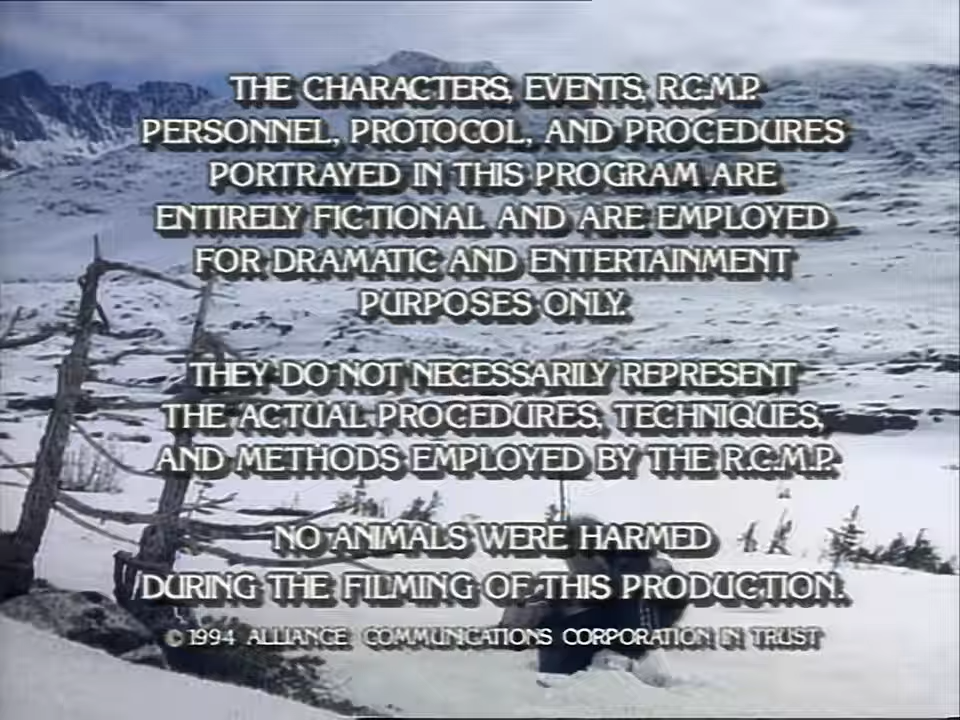 THE CHARACTERS, EVENTS, R.C.M.P.
PERSONNEL, PROTOCOL, AND PROCEDURES
PORTRAYED IN THIS PROGRAM ARE
ENTIRELY FICTIONAL AND ARE EMPLOYED
FOR DRAMATIC AND ENTERTAINMENT
PURPOSES ONLY.
THEY DO NOT NECESSARILY REPRESENT
THE ACTUAL PROCEDURES, TECHNIQUES,
AND METHODS EMPLOYED BY THE R.C.M.P.
NO ANIMALS WERE HARMED
DURING THE FILMING OF THIS PRODUCTION.
© 1994 ALLIANCE COMMUNICATIONS CORPORATION IN TRUST